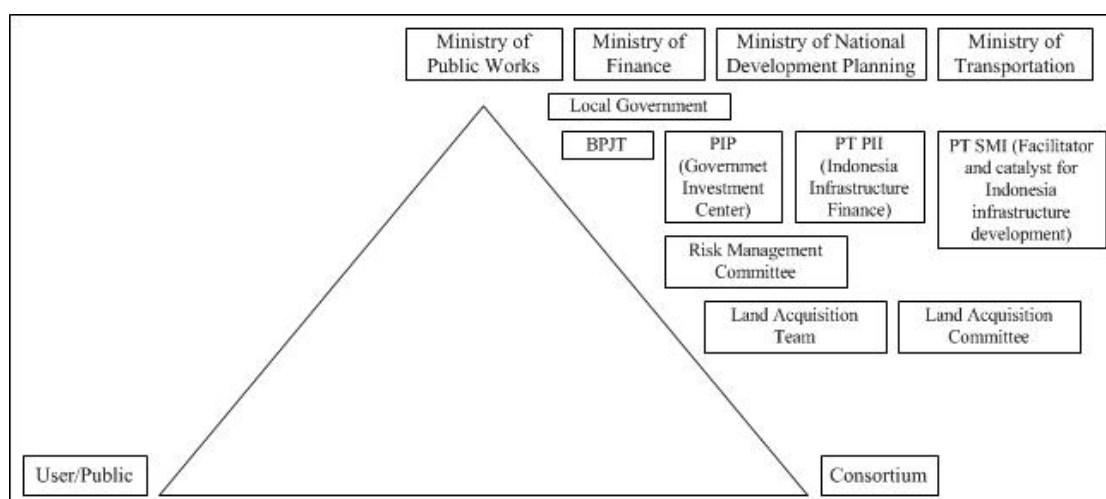 Ministry of
Public Works
Ministry of
Finance
Ministry of National
Development Planning
Ministry of
Transportation
Local Government
BPJT
PIP
(Governmet
Investment
Center)
PT PII
(Indonesia
Infrastructure
Finance)
PT SMI (Facilitator
and catalyst for
Indonesia
infrastructure
development)
Risk Management
Committee
Land Acquisition
Team
Land Acquisition
Committee
User/Public
Consortium